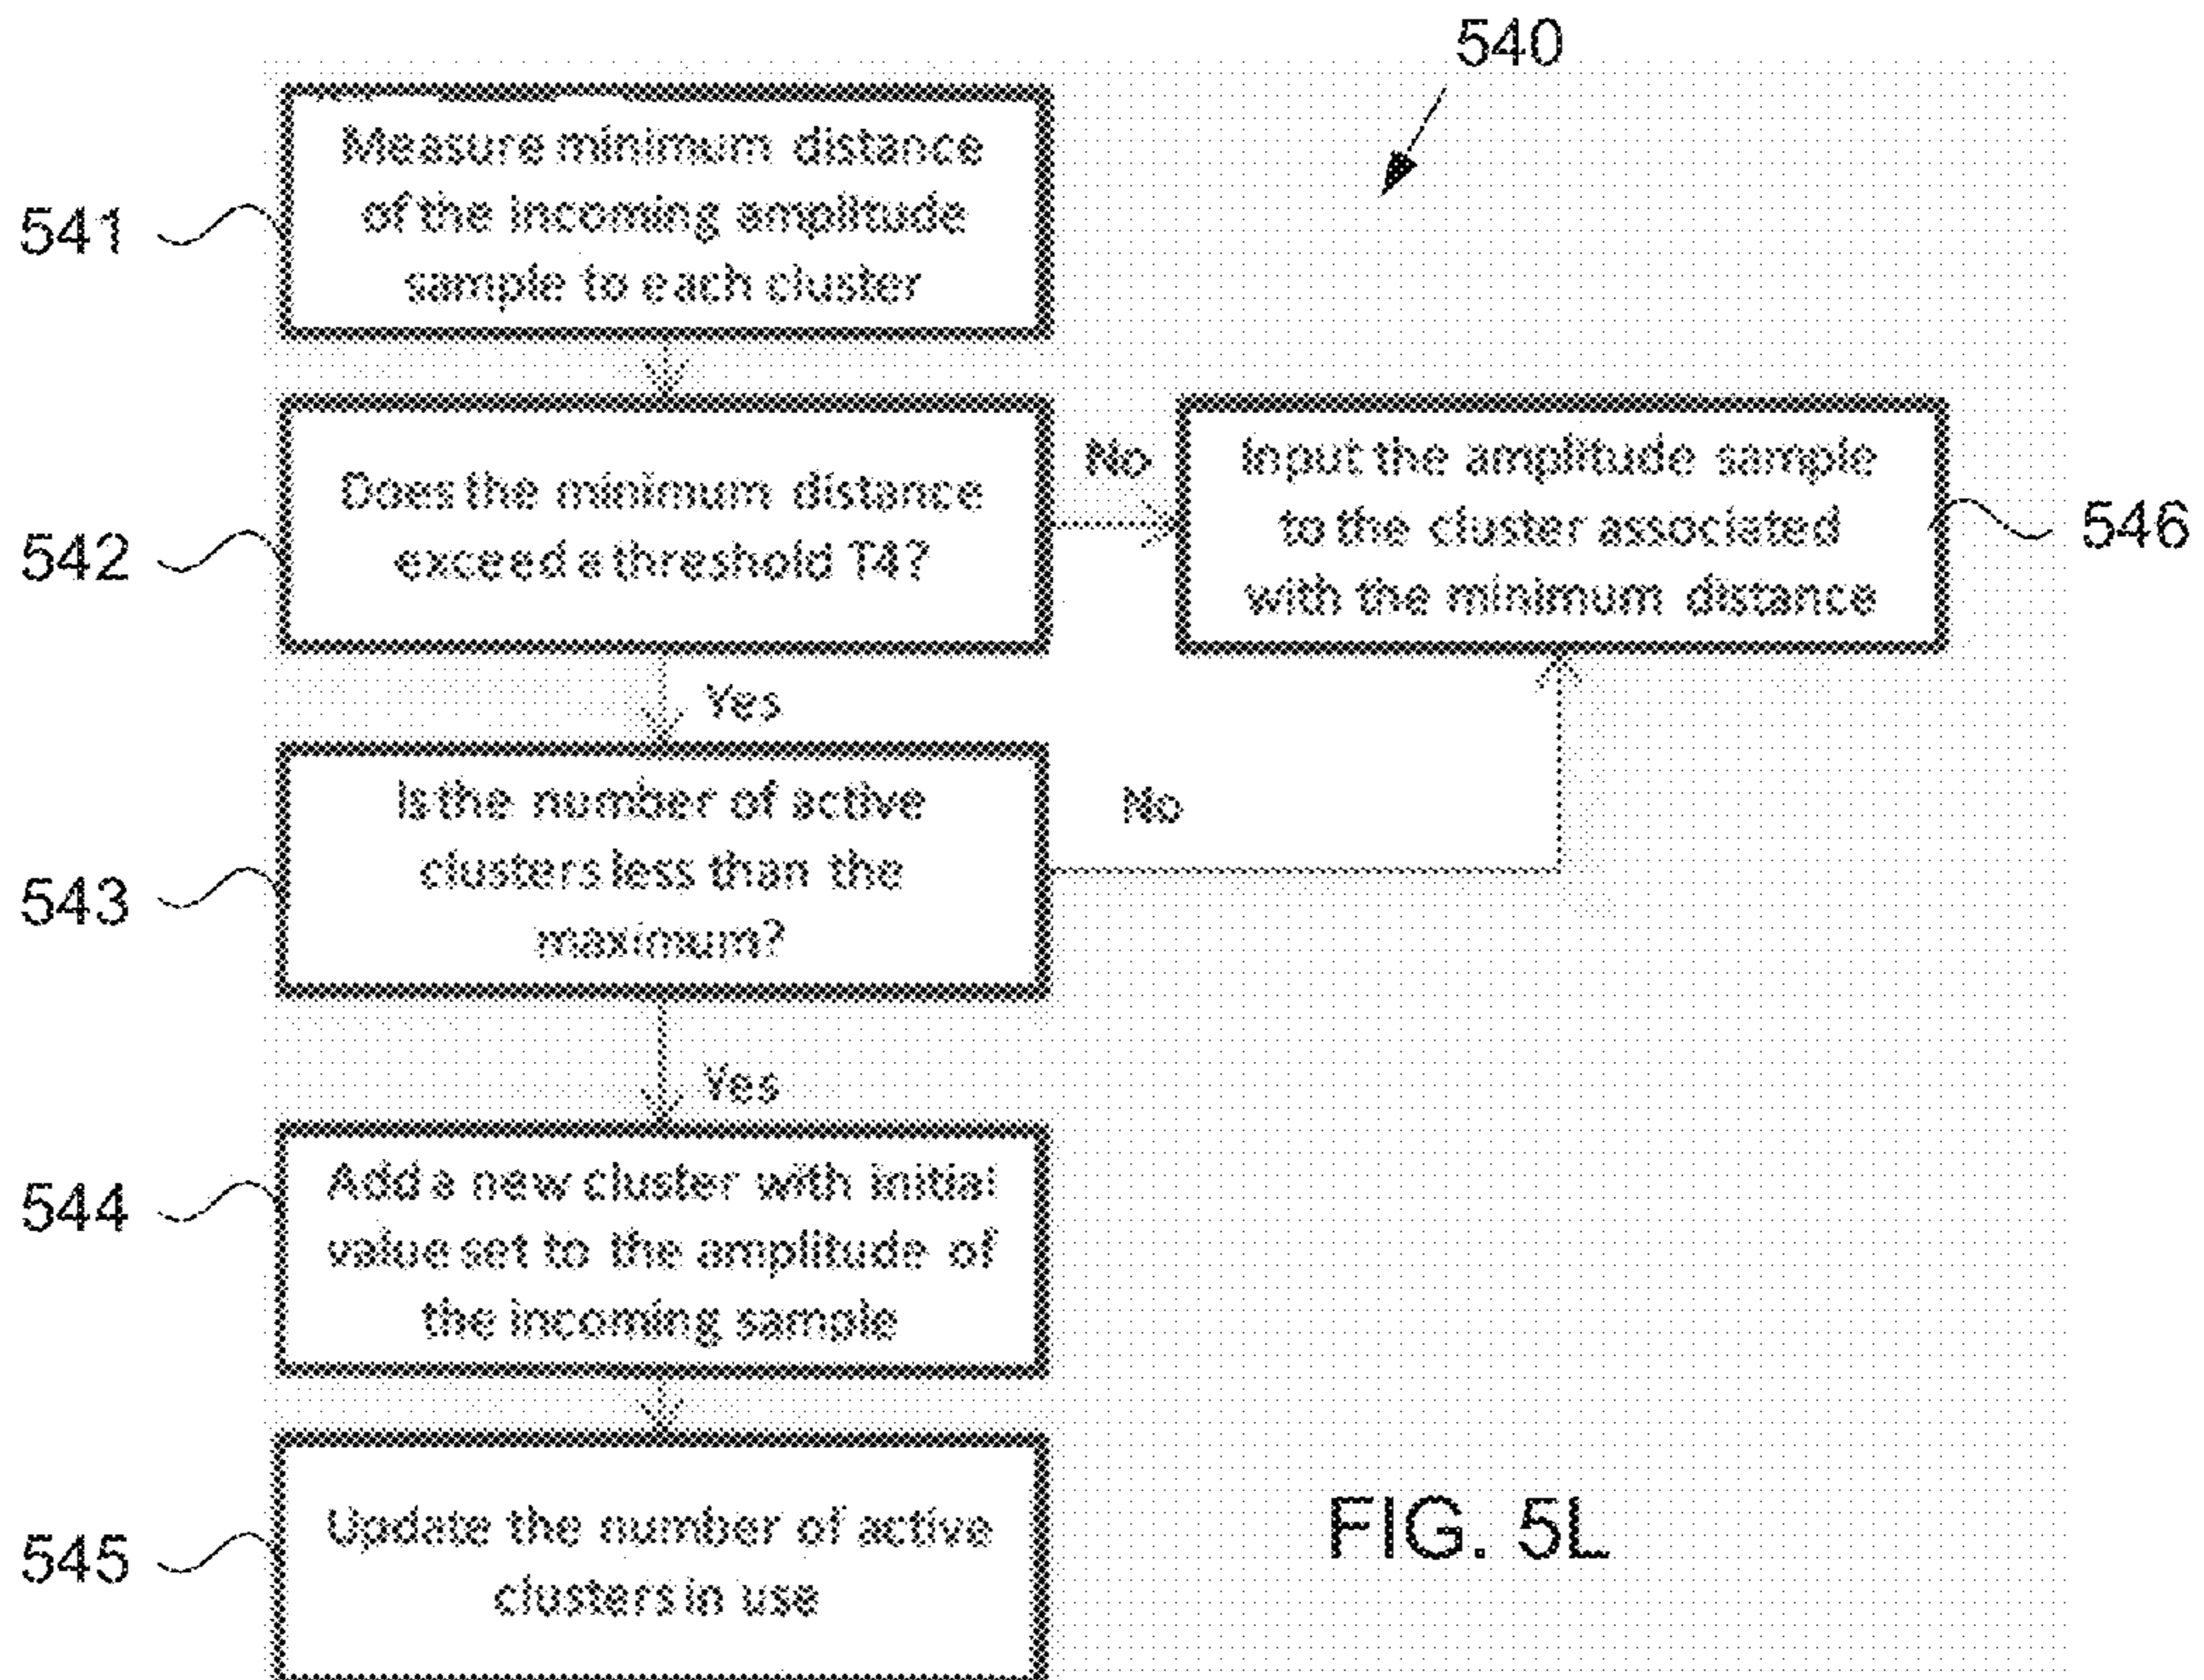 540
541
Measure minimum distance
of the incoming amplitude
sample to each cluster
542
Does the minimum distance
exceed a threshold T4?
No
Input the amplitude sample
to the cluster associated
with the minimum distance
546
Yes
543
Is the number of active
clusters less than the
maximum?
No
Yes
544
Add a new cluster with initial
value set to the amplitude of
the incoming sample
545
Update the number of active
clusters in use
FIG. 5L